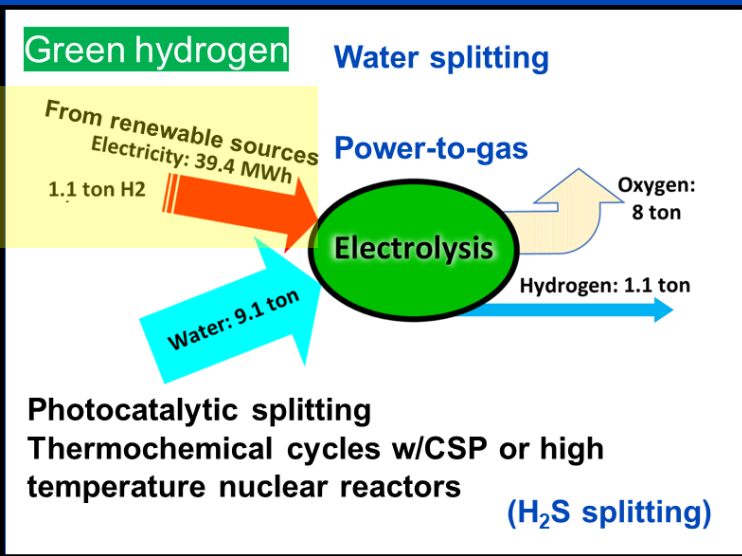 Green hydrogen
Water splitting
From renewable sources
Electricity: 39.4 MWh
1.1 ton H2
Power-to-gas
Oxygen:
8 ton
Electrolysis
Hydrogen: 1.1 ton
Water: 9.1 ton
Photocatalytic splitting
Thermochemical cycles w/CSP or high
temperature nuclear reactors
(H₂S splitting)